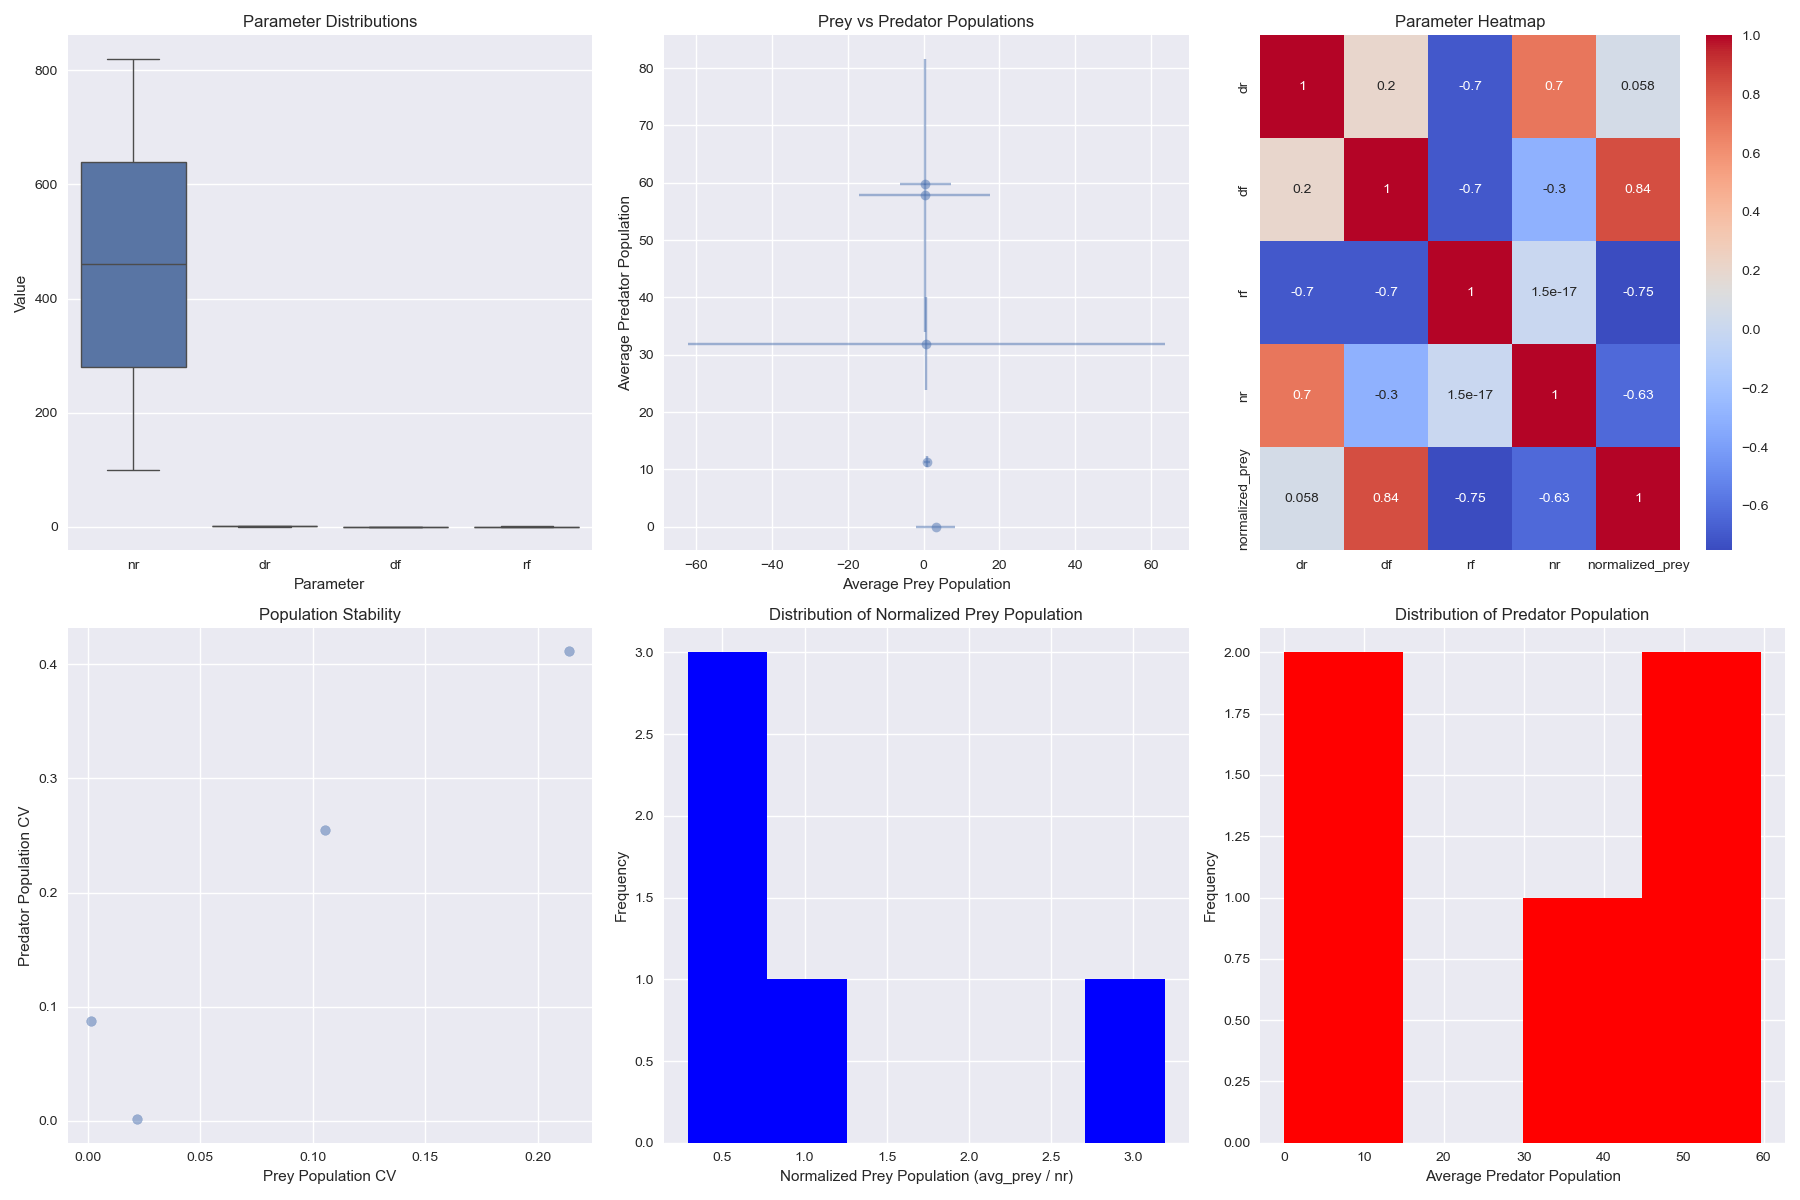 Parameter Distributions
Value
800
600
400
200
0
nr dr df rf
Parameter
Prey vs Predator Populations
Average Predator Population
80
70
60
50
40
30
20
10
0
−60 −40 −20 0 20 40 60
Average Prey Population
Parameter Heatmap
dr 1 0.2 -0.7 0.7 0.058
df 0.2 1 -0.7 -0.3 0.84
rf -0.7 -0.7 1 1.5e-17 -0.75
nr 0.7 -0.3 1.5e-17 1 -0.63
normalized_prey 0.058 0.84 -0.75 -0.63 1
dr df rf nr normalized_prey
1.0
0.8
0.6
0.4
0.2
0.0
−0.2
−0.4
−0.6
Population Stability
Predator Population CV
0.4
0.3
0.2
0.1
0.0
0.00 0.05 0.10 0.15 0.20
Prey Population CV
Distribution of Normalized Prey Population
Frequency
3.0
2.5
2.0
1.5
1.0
0.5
0.0
0.5 1.0 1.5 2.0 2.5 3.0
Normalized Prey Population (avg_prey / nr)
Distribution of Predator Population
Frequency
2.00
1.75
1.50
1.25
1.00
0.75
0.50
0.25
0.00
0 10 20 30 40 50 60
Average Predator Population